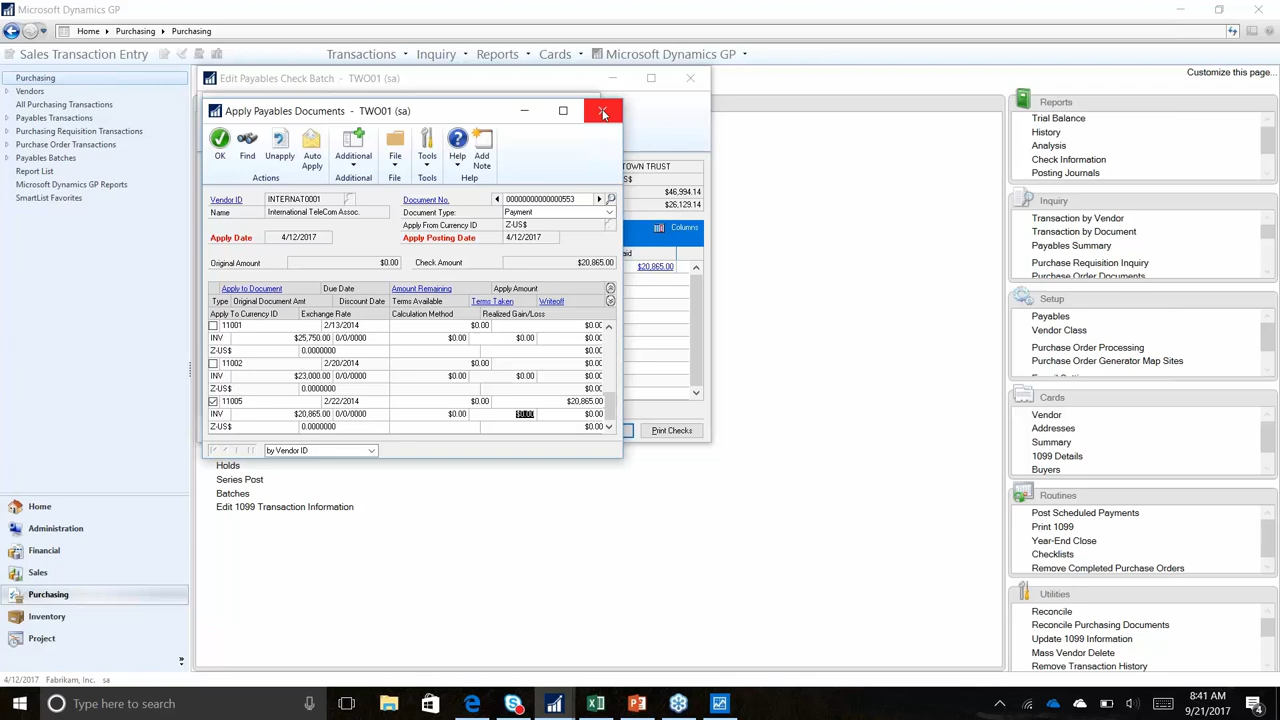 Microsoft Dynamics GP
Home Purchasing Purchasing
Sales Transaction Entry
Transactions Inquiry Reports Cards Microsoft Dynamics GP
Customize this page...
Purchasing
Vendors
All Purchasing Transactions
Payables Transactions
Purchasing Requisition Transactions
Purchase Order Transactions
Payables Batches
Report List
Microsoft Dynamics GP Reports
SmartList Favorites
Home
Administration
Financial
Sales
Purchasing
Inventory
Project
Edit Payables Check Batch - TWO01 (sa)
TOWN TRUST
$46,994.14
$26,129.14
Columns
$20,865.00
Print Checks
Apply Payables Documents - TWO01 (sa)
OK Find Unapply Auto Apply Additional File Tools Help Add Note
Actions Additional File Tools Help
Vendor ID INTERNAT0001 Document No. 00000000000000553
Name International TeleCom Assoc. Document Type: Payment
Apply From Currency ID Z-US$
Apply Date 4/12/2017 Apply Posting Date 4/12/2017
Original Amount $0.00 Check Amount $20,865.00
Apply to Document Due Date Amount Remaining Apply Amount
Type Original Document Amt Discount Date Terms Available Terms Taken Writeoff
Apply To Currency ID Exchange Rate Calculation Method Realized Gain/Loss
11001 2/13/2014 $0.00 $0.00
INV $25,750.00 0/0/0000 $0.00 $0.00 $0.00
Z-US$ 0.0000000 $0.00
11002 2/20/2014 $0.00 $0.00
INV $23,000.00 0/0/0000 $0.00 $0.00 $0.00
Z-US$ 0.0000000 $0.00
11005 2/22/2014 $0.00 $20,865.00
INV $20,865.00 0/0/0000 $0.00 $0.00 $0.00
Z-US$ 0.0000000 $0.00
by Vendor ID
Holds
Series Post
Batches
Edit 1099 Transaction Information
Reports
Trial Balance
History
Analysis
Check Information
Posting Journals
Inquiry
Transaction by Vendor
Transaction by Document
Payables Summary
Purchase Requisition Inquiry
Purchase Order Documents
Setup
Payables
Vendor Class
Purchase Order Processing
Purchase Order Generator Map Sites
Cards
Vendor
Addresses
Summary
1099 Details
Buyers
Routines
Post Scheduled Payments
Print 1099
Year-End Close
Checklists
Remove Completed Purchase Orders
Utilities
Reconcile
Reconcile Purchasing Documents
Update 1099 Information
Mass Vendor Delete
Remove Transaction History
4/12/2017 Fabrikam, Inc. sa
Type here to search
8:41 AM
9/21/2017